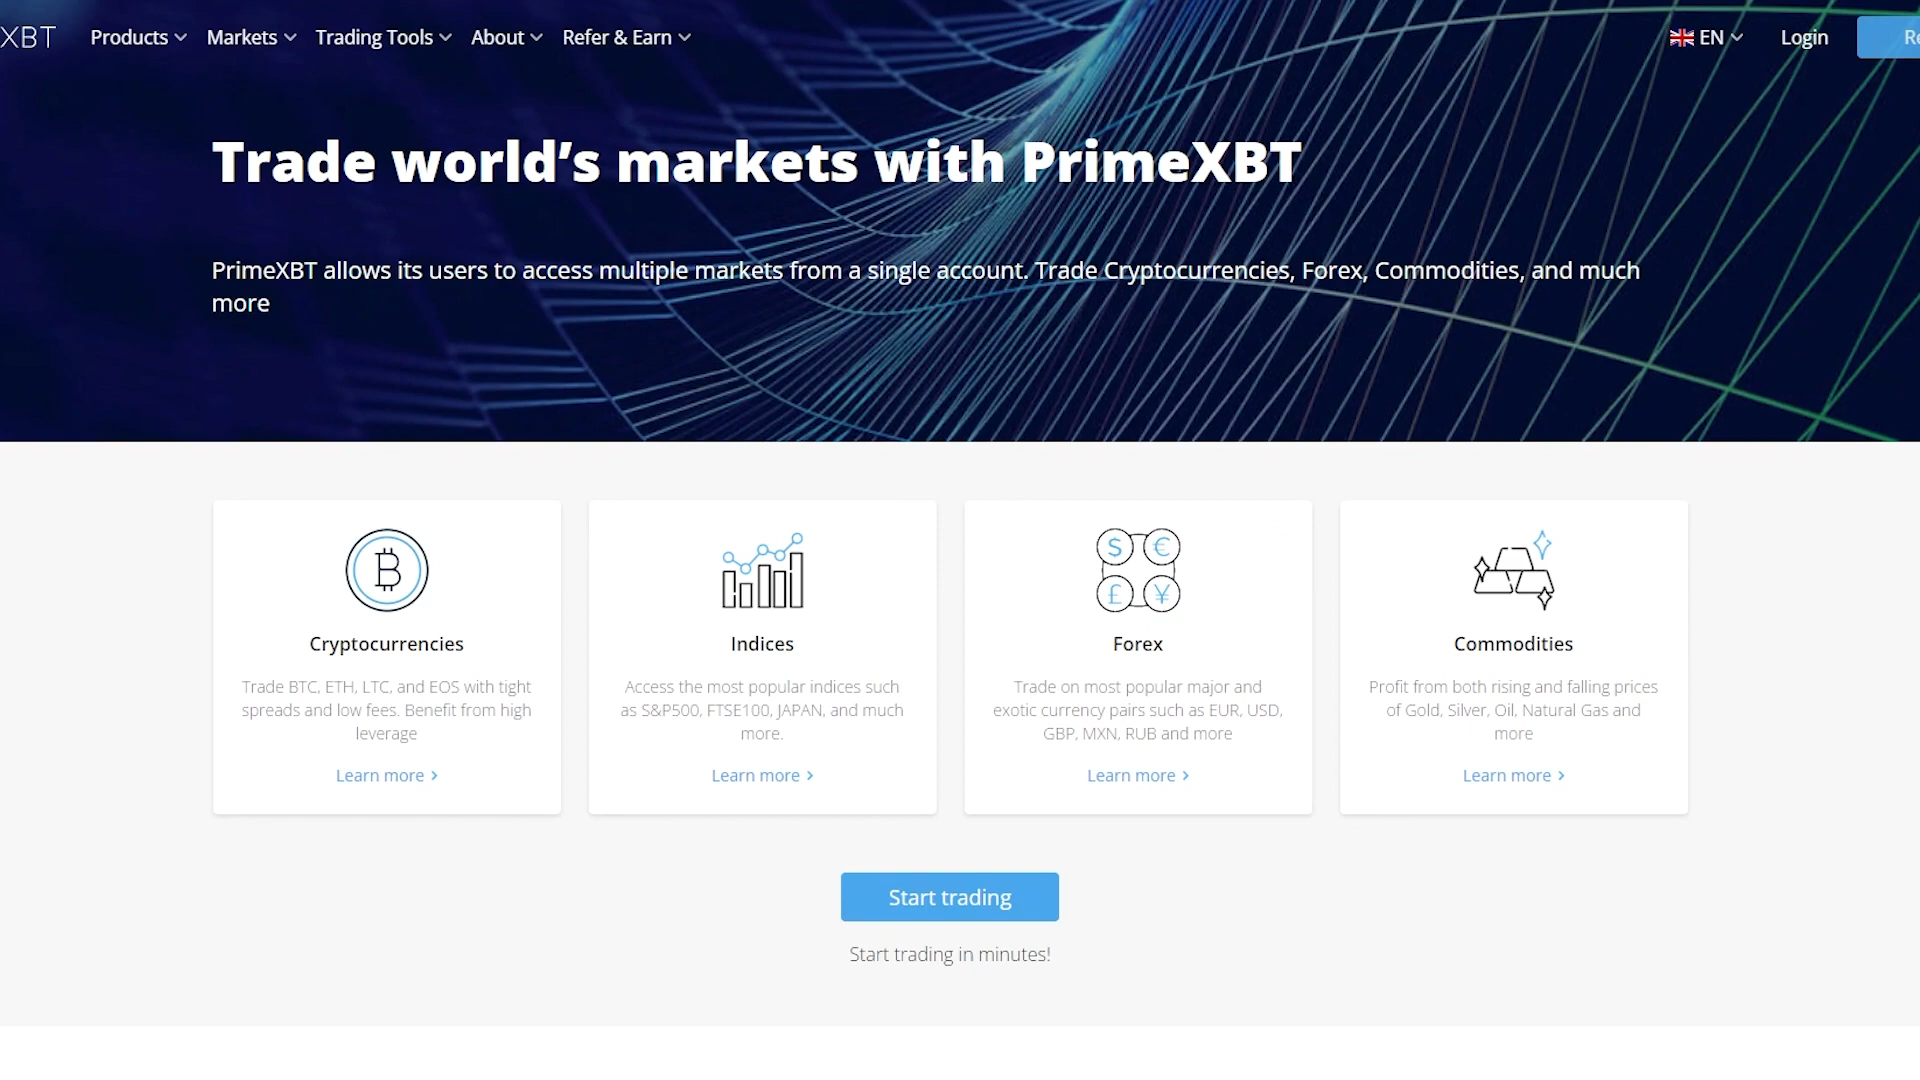 XBT
Products
Markets
Trading Tools
About
Refer & Earn
EN
Login
Trade world’s markets with PrimeXBT
PrimeXBT allows its users to access multiple markets from a single account. Trade Cryptocurrencies, Forex, Commodities, and much
more
Cryptocurrencies
Trade BTC, ETH, LTC, and EOS with tight
spreads and low fees. Benefit from high
leverage
Learn more
Indices
Access the most popular indices such
as S&P500, FTSE100, JAPAN, and much
more.
Learn more
Forex
Trade on most popular major and
exotic currency pairs such as EUR, USD,
GBP, MXN, RUB and more
Learn more
Commodities
Profit from both rising and falling prices
of Gold, Silver, Oil, Natural Gas and
more
Learn more
Start trading
Start trading in minutes!